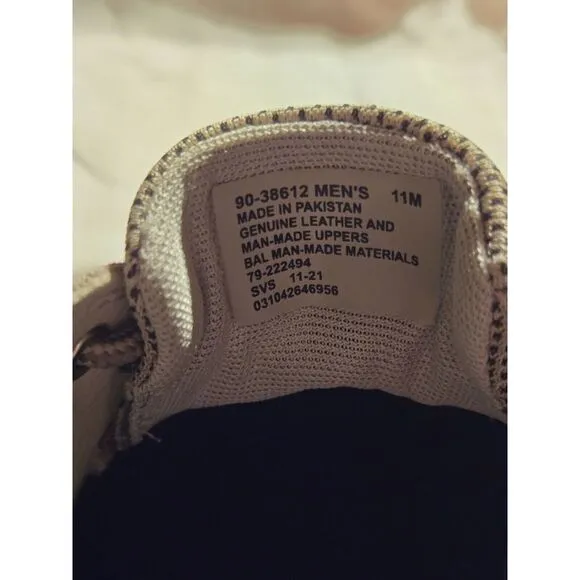 90-38612 MEN'S 11M
MADE IN PAKISTAN
GENUINE LEATHER AND
MAN-MADE UPPERS
BAL MAN-MADE MATERIALS
79-222494
SVS 11-21
031042646956